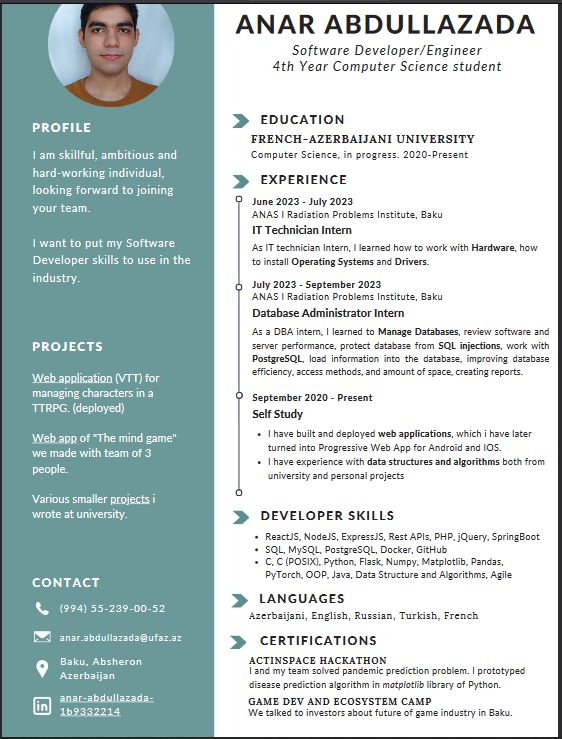 ANAR ABDULLAZADA
Software Developer/Engineer
4th Year Computer Science student
PROFILE
I am skillful, ambitious and
hard-working individual,
looking forward to joining
your team.
I want to put my Software
Developer skills to use in the
industry.
PROJECTS
Web application (VTT) for
managing characters in a
TTRPG. (deployed)
Web app of "The mind game"
we made with team of 3
people.
Various smaller projects i
wrote at university.
CONTACT
(994) 55-239-00-52
anar.abdullazada@ufaz.az
Baku, Absheron
Azerbaijan
in
anar-abdullazada-
1b9332214
EDUCATION
FRENCH-AZERBAIJANI UNIVERSITY
Computer Science, in progress. 2020-Present
EXPERIENCE
June 2023 - July 2023
ANAS I Radiation Problems Institute, Baku
IT Technician Intern
As IT technician Intern, I learned how to work with Hardware, how
to install Operating Systems and Drivers.
July 2023 - September 2023
ANAS I Radiation Problems Institute, Baku
Database Administrator Intern
As a DBA intern, I learned to Manage Databases, review software and
server performance, protect database from SQL injections, work with
PostgreSQL, load information into the database, improving database
efficiency, access methods, and amount of space, creating reports.
September 2020 - Present
Self Study
• I have built and deployed web applications, which i have later
turned into Progressive Web App for Android and IOS.
• I have experience with data structures and algorithms both from
university and personal projects
DEVELOPER SKILLS
• ReactJS, NodeJS, ExpressJS, Rest APIs, PHP, jQuery, SpringBoot
• SQL, MySQL, PostgreSQL, Docker, GitHub
• C, C (POSIX), Python, Flask, Numpy, Matplotlib, Pandas,
PyTorch, OOP, Java, Data Structure and Algorithms, Agile
LANGUAGES
Azerbaijani, English, Russian, Turkish, French
CERTIFICATIONS
ACTINSPACE HACKATHON
I and my team solved pandemic prediction problem. I prototyped
disease prediction algorithm in matplotlib library of Python.
GAME DEV AND ECOSYSTEM CAMP
We talked to investors about future of game industry in Baku.